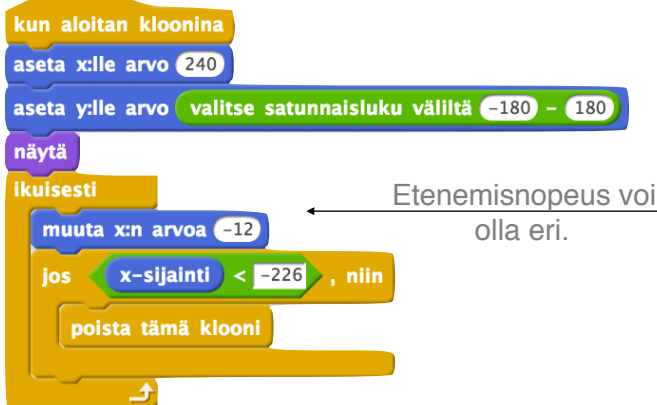 kun aloitan kloonina
aseta x:lle arvo 240
aseta y:lle arvo valitse satunnaisluku väliltä -180 - 180
näytä
ikuisesti
muuta x:n arvoa -12
jos x-sijainti < -226 , niin
poista tämä klooni
Etenemisnopeus voi
olla eri.